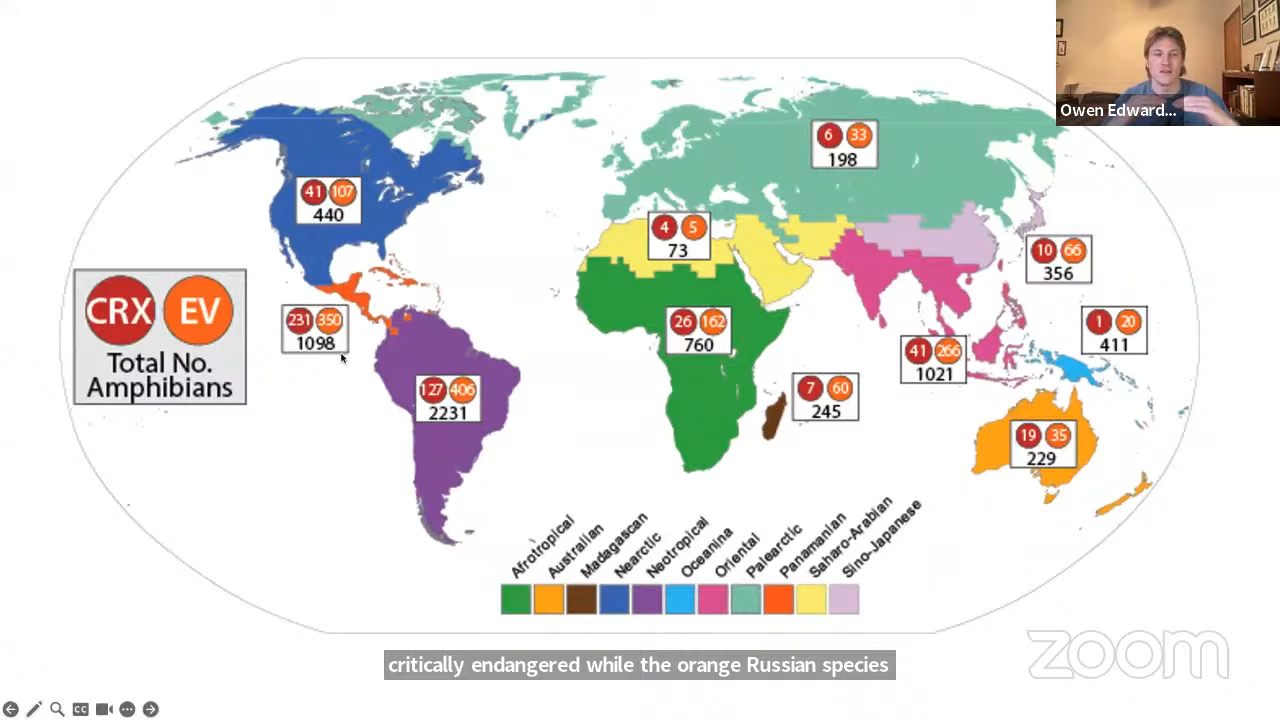 Owen Edward...
6 33
198
41 107
440
4 5
73
10 66
356
CRX EV
Total No.
Amphibians
231 350
1098
26 162
760
1 20
411
41 266
1021
127 406
2231
7 60
245
19 35
229
Afrotropical
Australian
Madagascan
Nearctic
Neotropical
Oceanina
Oriental
Palearctic
Panamanian
Saharo-Arabian
Sino-Japanese
zoom
critically endangered while the orange Russian species
CC